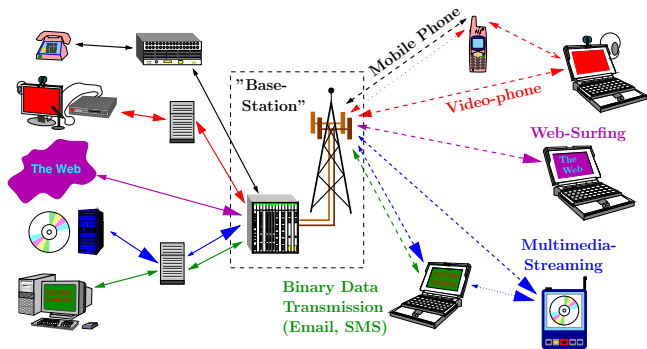 Mobile Phone
"Base-
Station"
Video-phone
Web-Surfing
The Web
The
Web
Multimedia-
Streaming
Binary Data
Transmission
(Email, SMS)